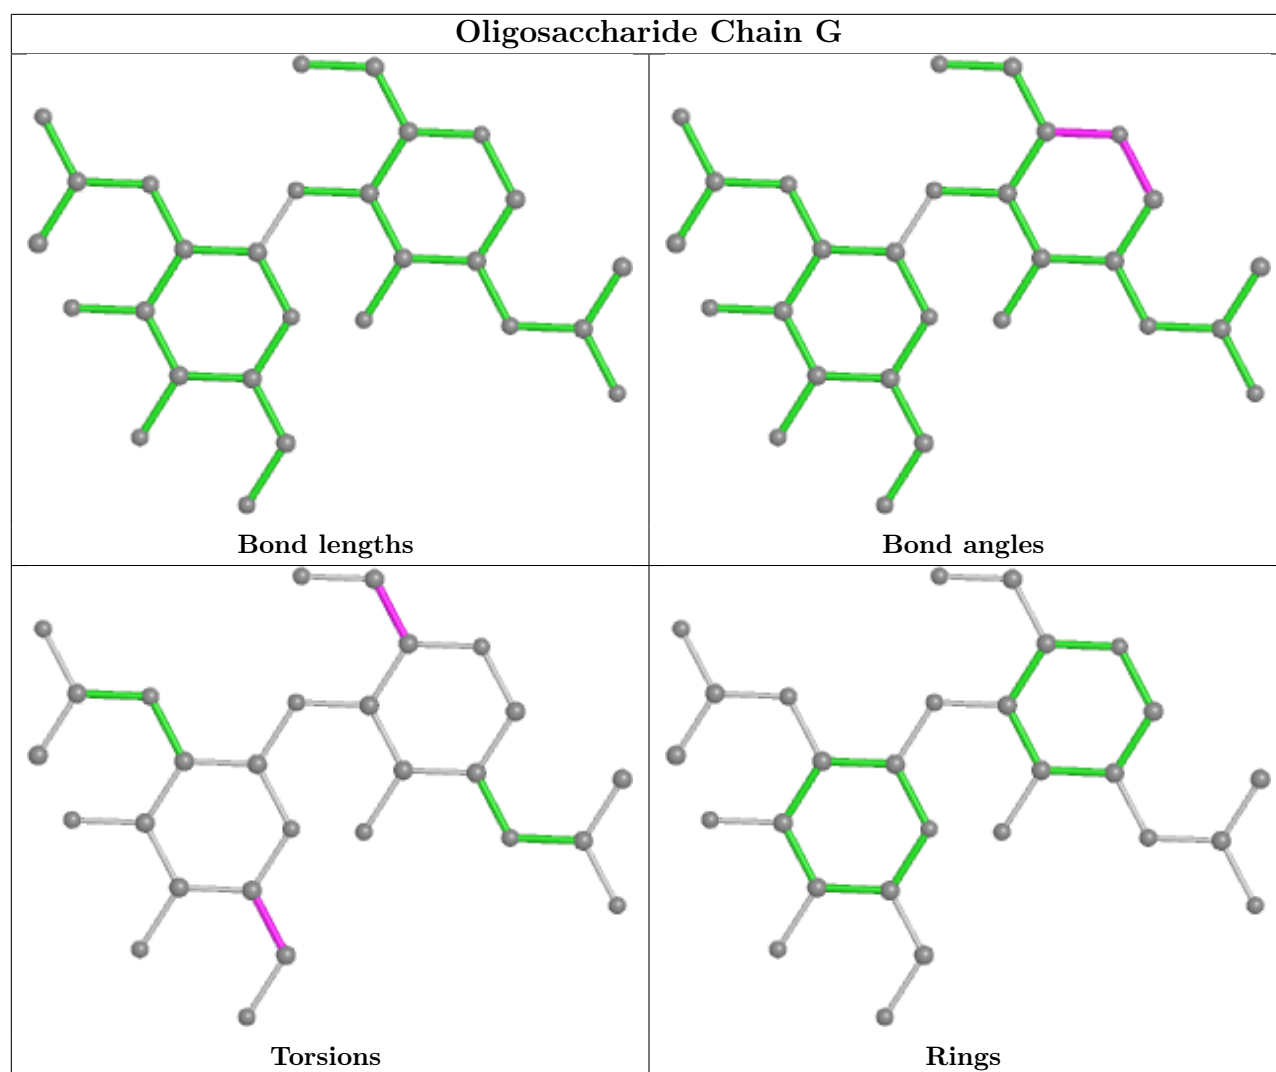 Oligosaccharide Chain G
Bond lengths
Bond angles
Torsions
Rings